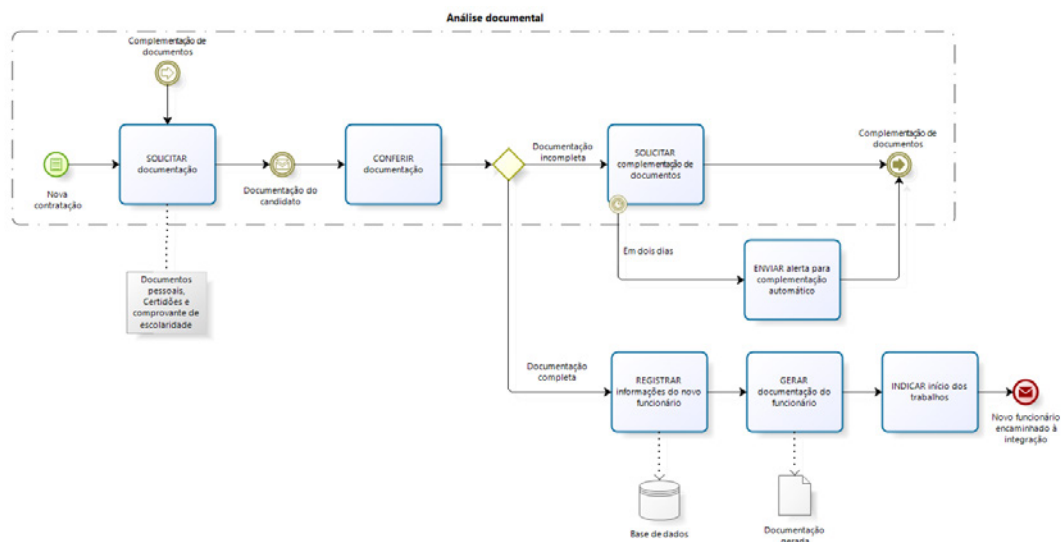 Análise documental
Complementação de
documentos
SOLICITAR
documentação
CONFERIR
documentação
Documentação
incompleta
SOLICITAR
complementação de
documentos
Complementação de
documentos
Nova
contratação
Documentação do
candidato
Em dois dias
ENVIAR alerta para
complementação
automático
Documentos
pessoais,
Certidões e
comprovante de
escolaridade
Documentação
completa
REGISTRAR
informações do novo
funcionário
GERAR
documentação do
funcionário
INDICAR início dos
trabalhos
Novo funcionário
encaminhado à
integração
Base de dados
Documentação
gerada